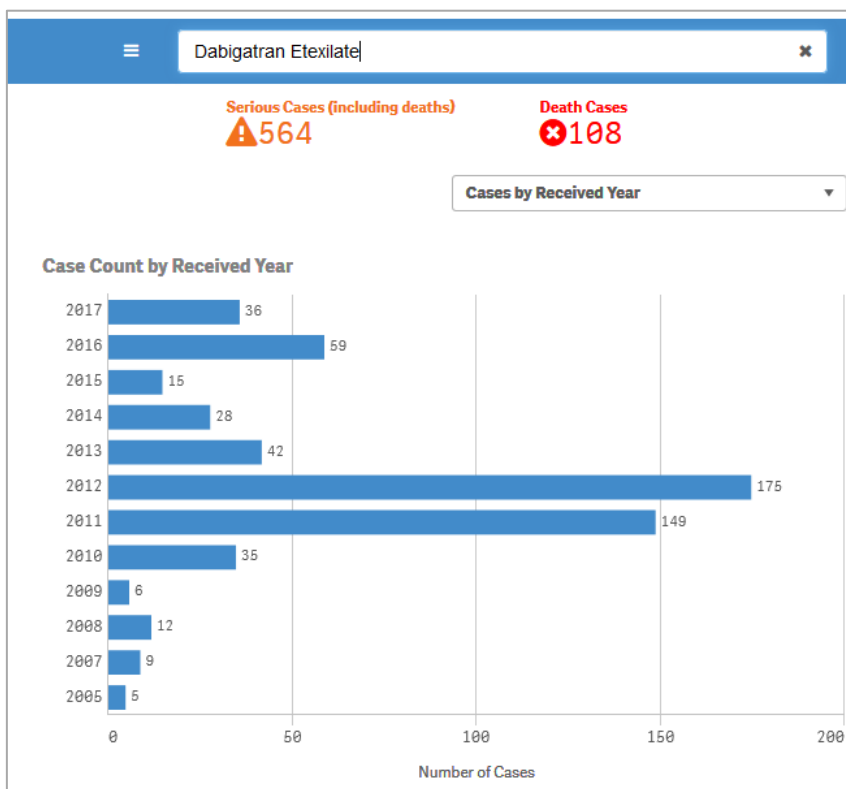 Dabigatran Etexilate
Serious Cases (including deaths) Death Cases
564 108
Cases by Received Year
Case Count by Received Year
2017 36
2016 59
2015 15
2014 28
2013 42
2012 175
2011 149
2010 35
2009 6
2008 12
2007 9
2005 5
0 50 100 150 200
Number of Cases